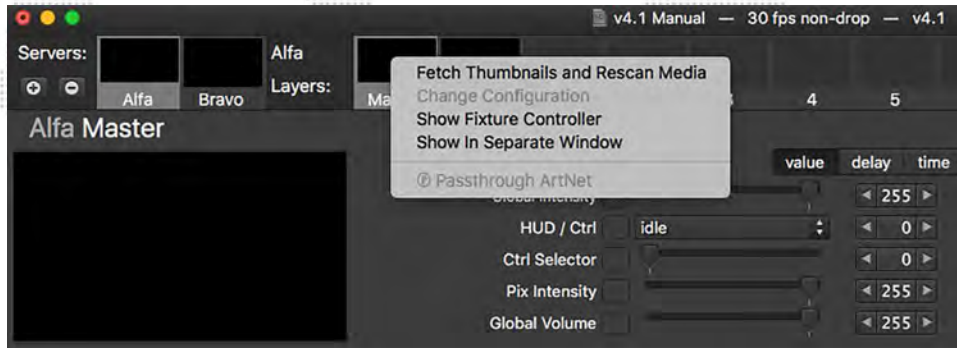 v4.1 Manual — 30 fps non-drop — v4.1
Servers:
Alfa
Layers:
Alfa
Bravo
4
5
Fetch Thumbnails and Rescan Media
Change Configuration
Show Fixture Controller
Show In Separate Window
Ⓟ Passthrough ArtNet
Alfa Master
value delay time
Global Intensity 255
HUD / Ctrl idle 0
Ctrl Selector 0
Pix Intensity 255
Global Volume 255